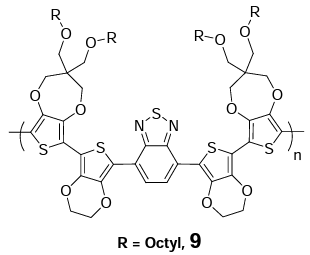 R R
O R R O
O O
O O O O
S
N N
S S S S
n
O O O O
R = Octyl, 9